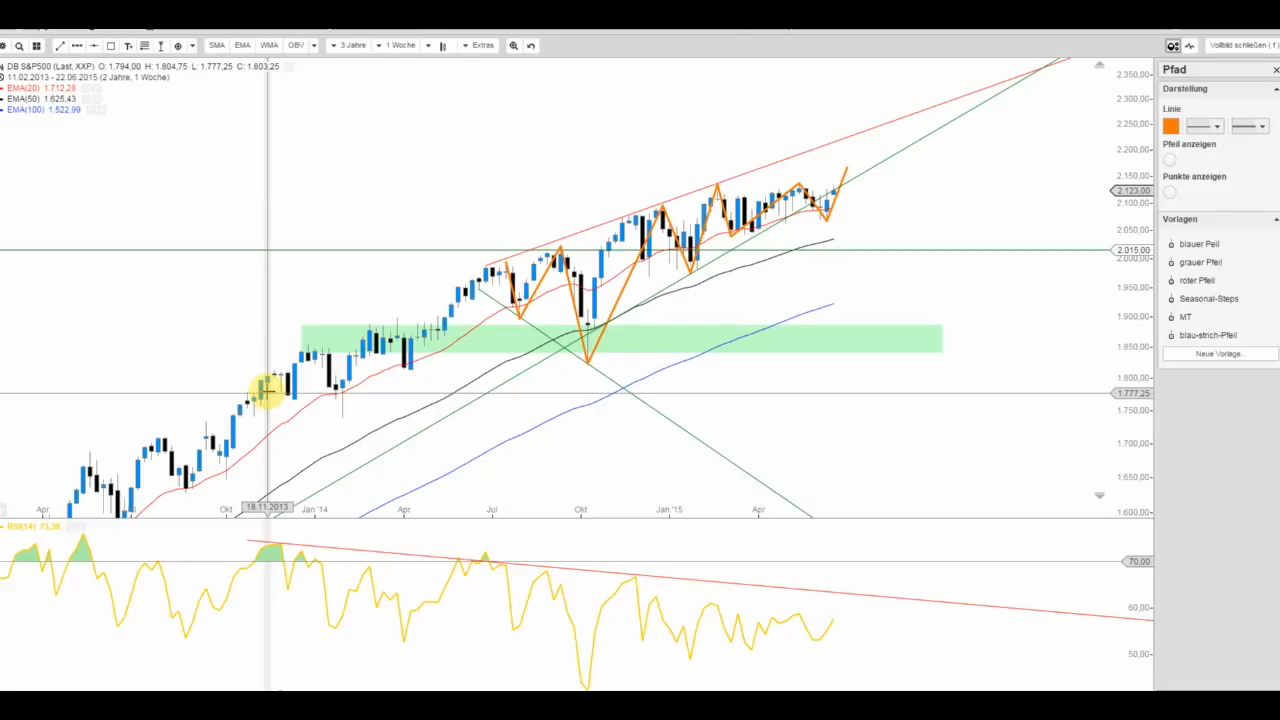 SMA EMA WMA OBV 3 Jahre 1 Woche Extras Vollbild schließen ( f )
DB S&P500 (Last, XXP) O: 1.794,00 H: 1.804,75 L: 1.777,25 C: 1.803,25
11.02.2013 - 22.06.2015 (2 Jahre, 1 Woche)
EMA(20) 1.712,28
EMA(50) 1.625,43
EMA(100) 1.522,99
2.350,00
2.300,00
2.250,00
2.200,00
2.150,00
2.123,00
2.100,00
2.050,00
2.015,00
2.000,00
1.950,00
1.900,00
1.850,00
1.800,00
1.777,25
1.750,00
1.700,00
1.650,00
1.600,00
Apr Okt 18.11.2013 Jan '14 Apr Jul Okt Jan '15 Apr
RSI(14) 73,38
70,00
60,00
50,00
Pfad
Darstellung
Linie
Pfeil anzeigen
Punkte anzeigen
Vorlagen
blauer Peil
grauer Pfeil
roter Pfeil
Seasonal-Steps
MT
blau-strich-Pfeil
Neue Vorlage...